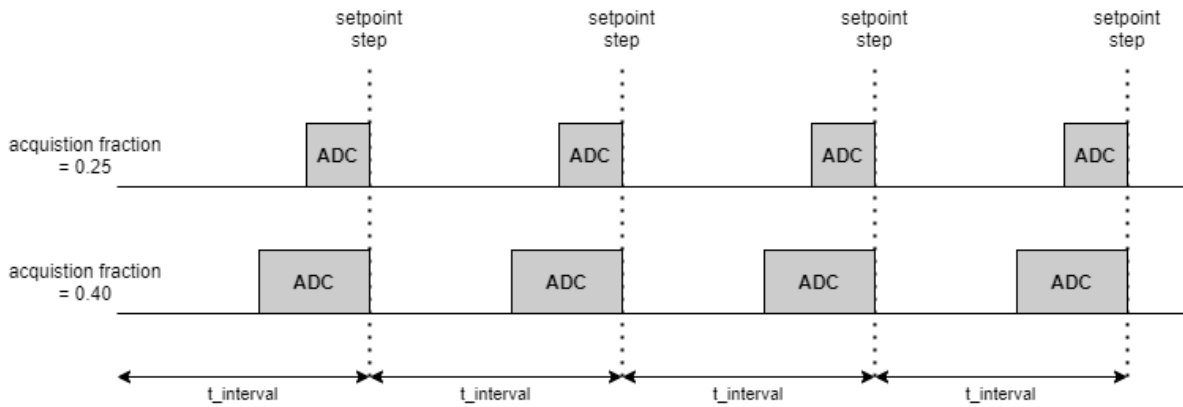 setpoint
step
setpoint
step
setpoint
step
setpoint
step
acquistion fraction
= 0.25
ADC
ADC
ADC
ADC
acquistion fraction
= 0.40
ADC
ADC
ADC
ADC
t_interval
t_interval
t_interval
t_interval